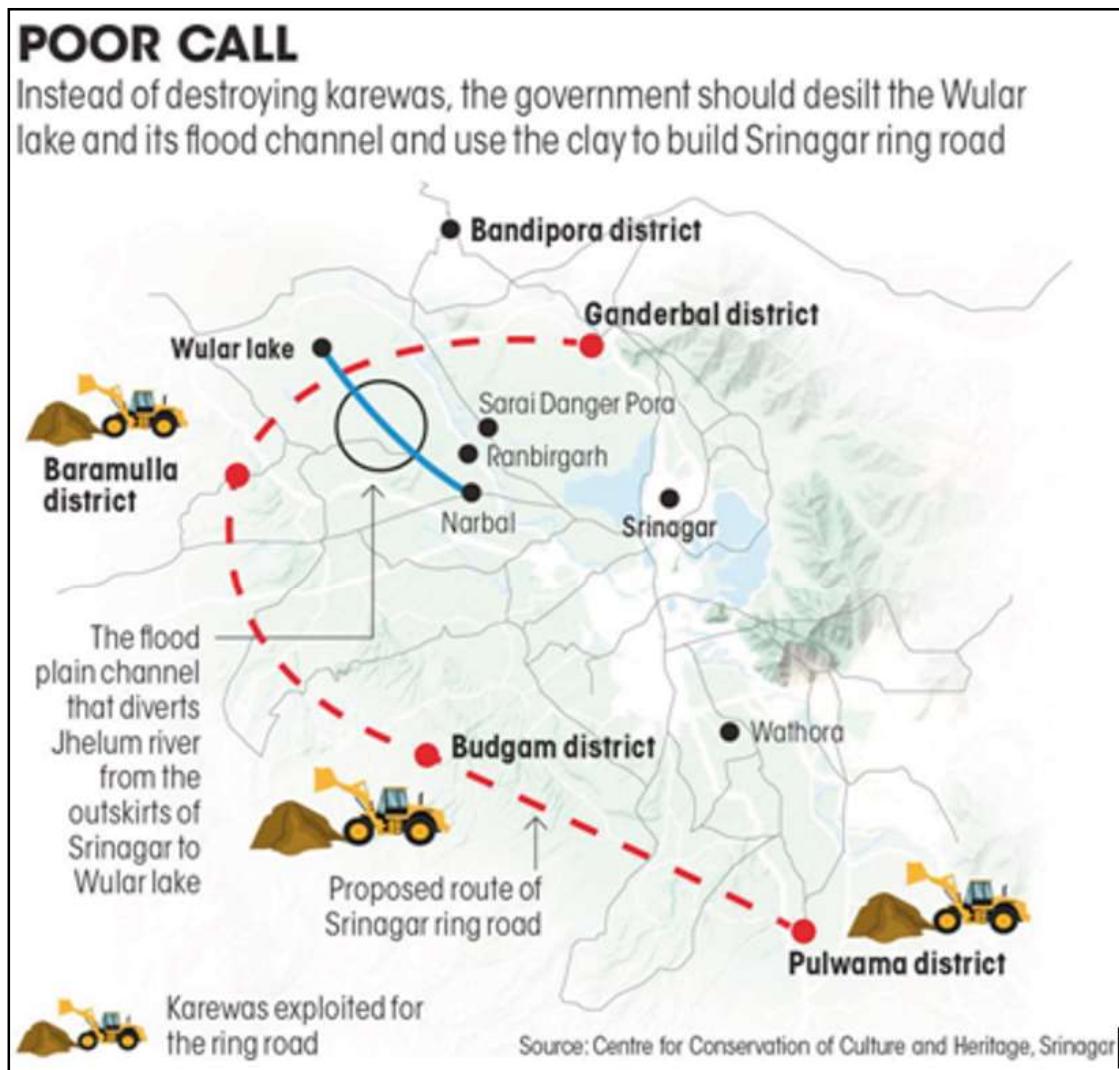 POOR CALL
Instead of destroying karewas, the government should desilt the Wular
lake and its flood channel and use the clay to build Srinagar ring road
Bandipora district
Ganderbal district
Wular lake
Sarai Danger Pora
Ranbirgarh
Baramulla
district
Narbal
Srinagar
The flood
plain channel
that diverts
Jhelum river
from the
outskirts of
Srinagar to
Wular lake
Wathora
Budgam district
Proposed route of
Srinagar ring road
Pulwama district
Karewas exploited for
the ring road
Source: Centre for Conservation of Culture and Heritage, Srinagar